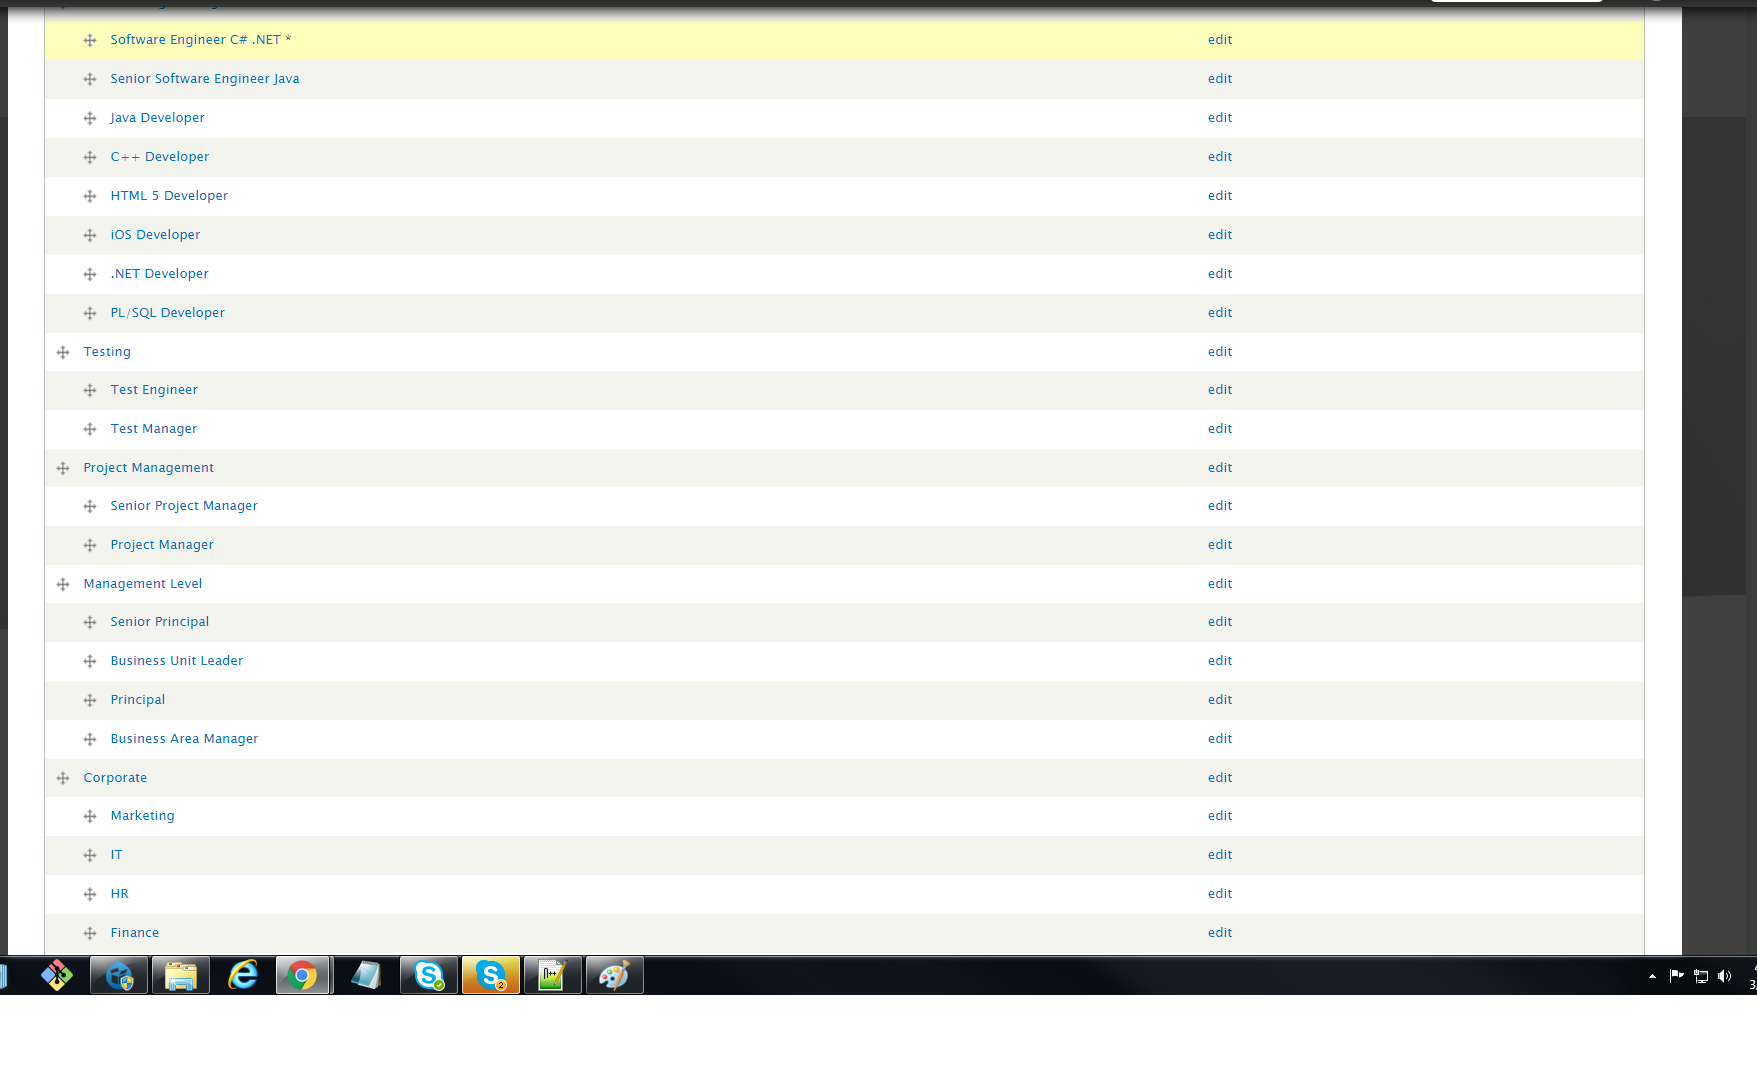 Software Engineer C# .NET * edit
Senior Software Engineer Java edit
Java Developer edit
C++ Developer edit
HTML 5 Developer edit
iOS Developer edit
.NET Developer edit
PL/SQL Developer edit
Testing edit
Test Engineer edit
Test Manager edit
Project Management edit
Senior Project Manager edit
Project Manager edit
Management Level edit
Senior Principal edit
Business Unit Leader edit
Principal edit
Business Area Manager edit
Corporate edit
Marketing edit
IT edit
HR edit
Finance edit
2